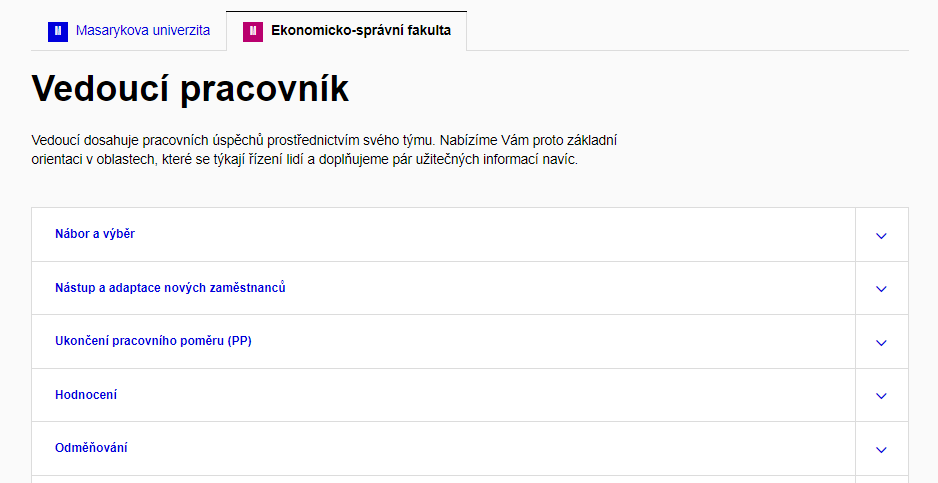 Masarykova univerzita
Ekonomicko-správní fakulta
Vedoucí pracovník
Vedoucí dosahuje pracovních úspěchů prostřednictvím svého týmu. Nabízíme Vám proto základní
orientaci v oblastech, které se týkají řízení lidí a doplňujeme pár užitečných informací navíc.
Nábor a výběr
Nástup a adaptace nových zaměstnanců
Ukončení pracovního poměru (PP)
Hodnocení
Odměňování